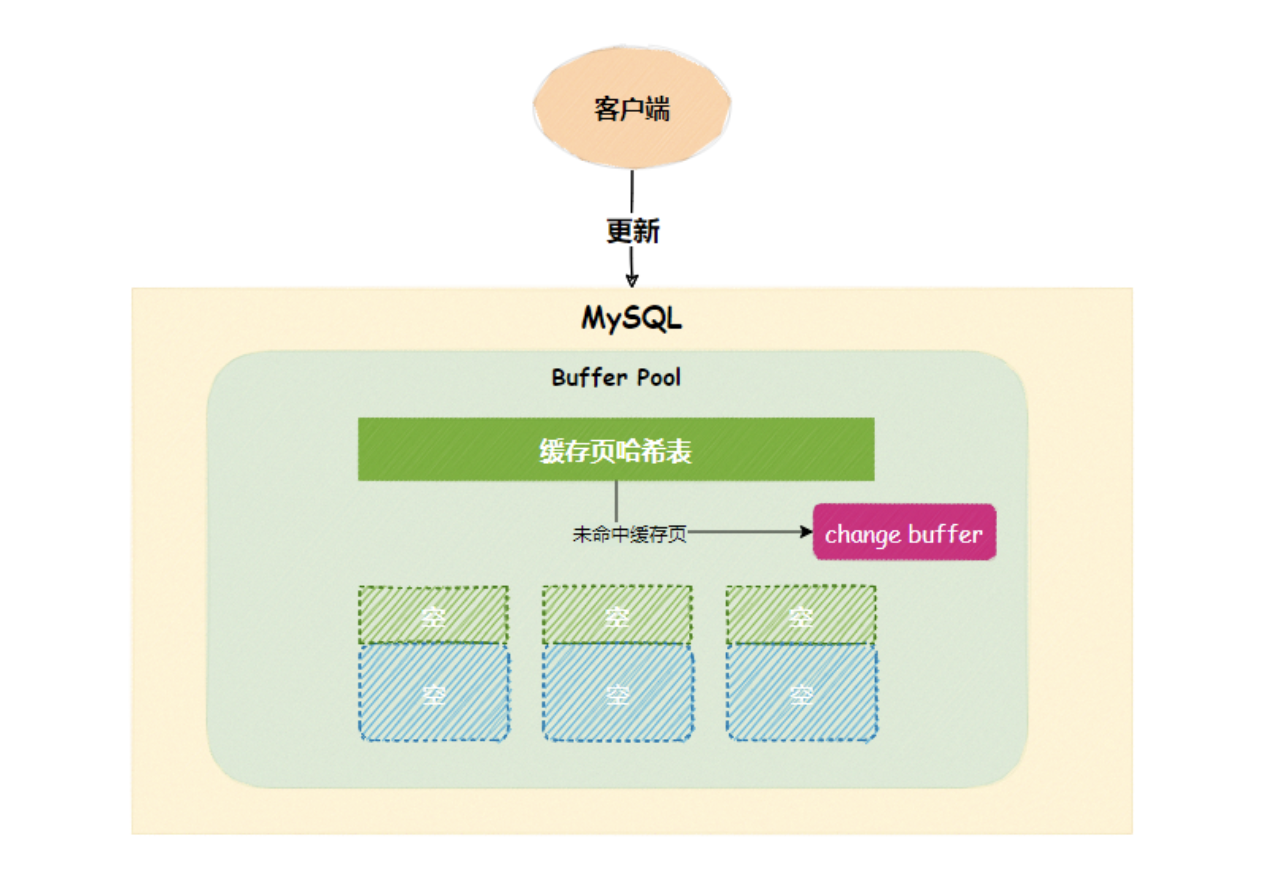 客户端
更新
MySQL
Buffer Pool
缓存页哈希表
未命中缓存页
change buffer
空
空
空
空
空
空